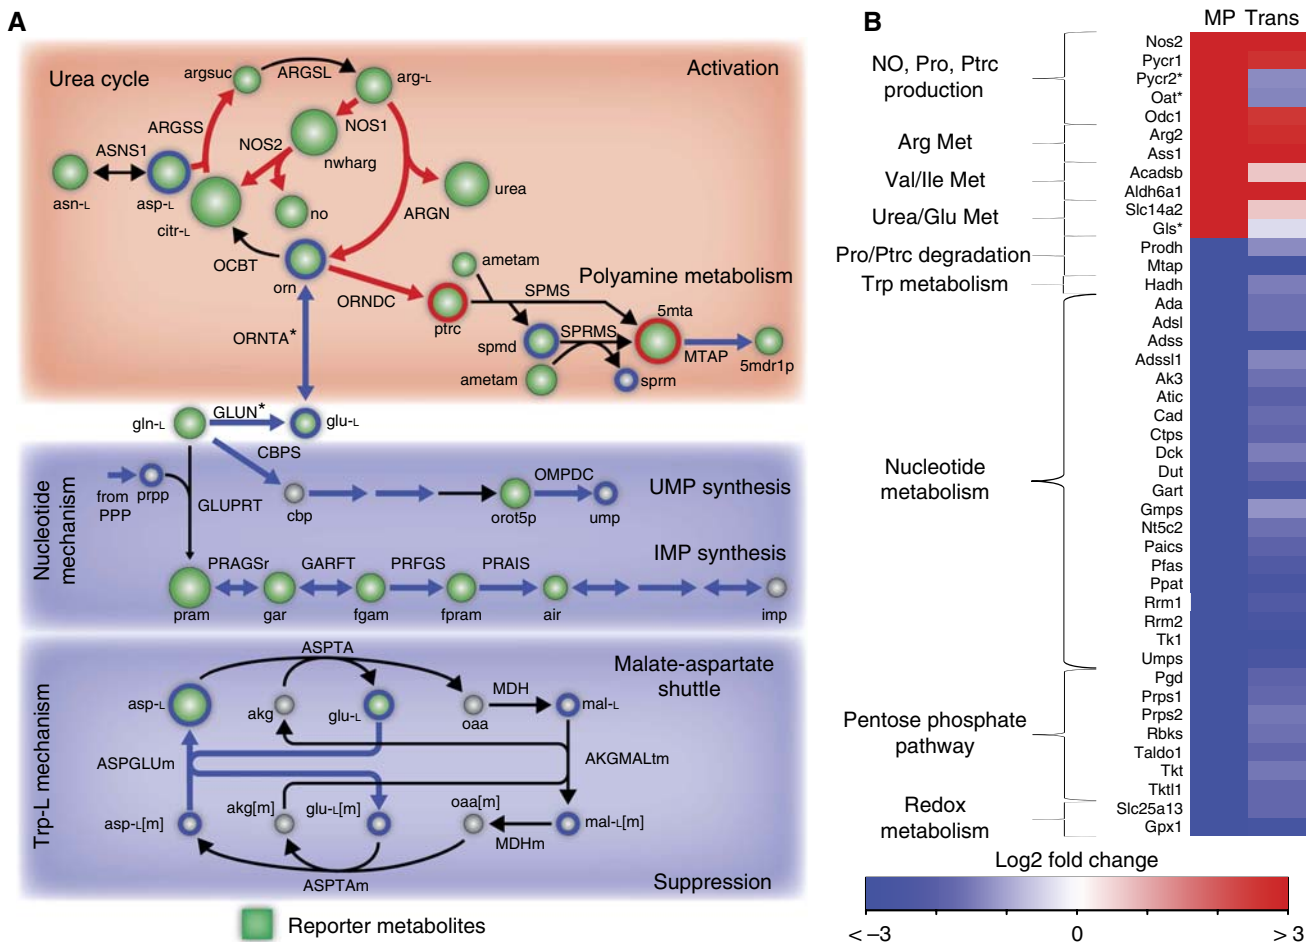 A
Urea cycle
Activation
argsuc
ARGSL
arg-L
ARGSS
NOS1
NOS2
nwharg
ASNS1
asn-L
asp-L
citr-L
no
urea
ARGN
OCBT
orn
ORNDC
ametam
Polyamine metabolism
SPMS
ptrc
5mta
ORNTA*
spmd
SPRMS
MTAP
5mdr1p
ametam
sprm
gln-L
GLUN*
glu-L
CBPS
Nucleotide
mechanism
from
PPP
prpp
GLUPRT
cbp
OMPDC
orot5p
ump
UMP synthesis
IMP synthesis
PRAGSr
GARFT
PRFGS
PRAIS
pram
gar
fgam
fpram
air
imp
Trp-L mechanism
ASPTA
Malate-aspartate
shuttle
asp-L
akg
glu-L
oaa
MDH
mal-L
ASPGLUm
AKGMALtm
asp-L[m]
akg[m]
glu-L[m]
oaa[m]
mal-L[m]
MDHm
ASPTAm
Suppression
Reporter metabolites
B
MP Trans
NO, Pro, Ptrc
production
Arg Met
Val/Ile Met
Urea/Glu Met
Pro/Ptrc degradation
Trp metabolism
Nucleotide
metabolism
Pentose phosphate
pathway
Redox
metabolism
Nos2
Pycr1
Pycr2*
Oat*
Odc1
Arg2
Ass1
Acadsb
Aldh6a1
Slc14a2
Gls*
Prodh
Mtap
Hadh
Ada
Adsl
Adss
Adssl1
Ak3
Atic
Cad
Ctps
Dck
Dut
Gart
Gmps
Nt5c2
Paics
Pfas
Ppat
Rrm1
Rrm2
Tk1
Umps
Pgd
Prps1
Prps2
Rbks
Taldo1
Tkt
Tktl1
Slc25a13
Gpx1
Log2 fold change
< –3 0 > 3